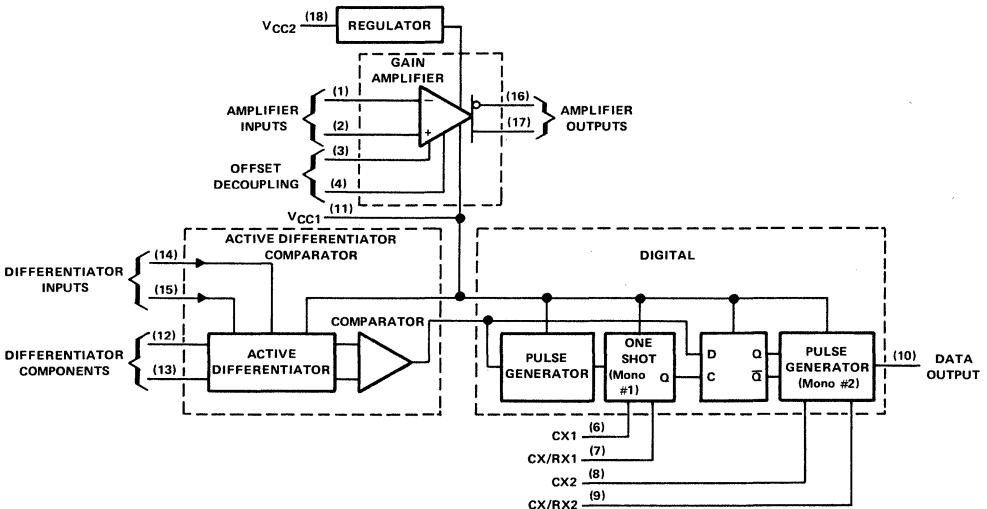 VCC2 (18) REGULATOR
GAIN
AMPLIFIER
AMPLIFIER
INPUTS
(1)
(2)
−
+
(16)
(17)
AMPLIFIER
OUTPUTS
OFFSET
DECOUPLING
(3)
(4)
VCC1 (11)
ACTIVE DIFFERENTIATOR
COMPARATOR
DIGITAL
DIFFERENTIATOR
INPUTS
(14)
(15)
COMPARATOR
DIFFERENTIATOR
COMPONENTS
(12)
(13)
ACTIVE
DIFFERENTIATOR
PULSE
GENERATOR
ONE
SHOT
(Mono
#1)
Q
D
C
Q
Q̅
PULSE
GENERATOR
(Mono #2)
(10)
DATA
OUTPUT
CX1 (6)
CX/RX1 (7)
CX2 (8)
CX/RX2 (9)